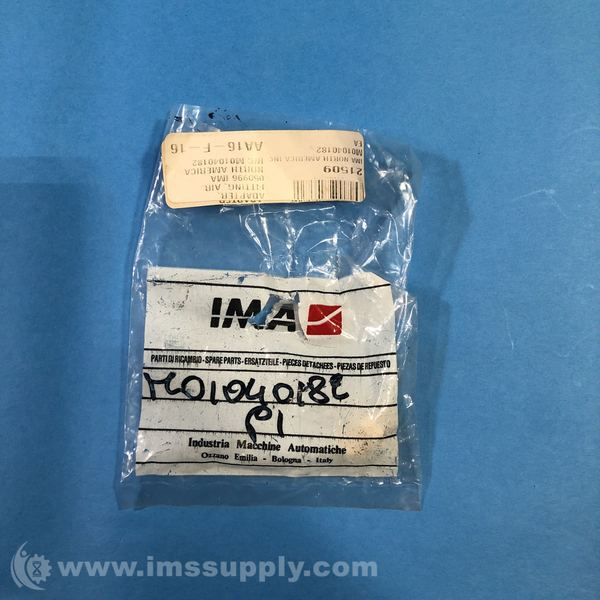 21509
IMA NORTH AMERICA INC
M01040182
EA
ADAPTER,
FITTING, AIR
050996 IMA
NORTH AMERICA
INC M01040182
AA16-F-16
IMA
PARTI DI RICAMBIO - SPARE PARTS - ERSATZTEILE - PIECES DETACHEES - PIEZAS DE REPUESTO
M01040182
P1
Industria Macchine Automatiche
Ozzano Emilia - Bologna - Italy
www.imssupply.com